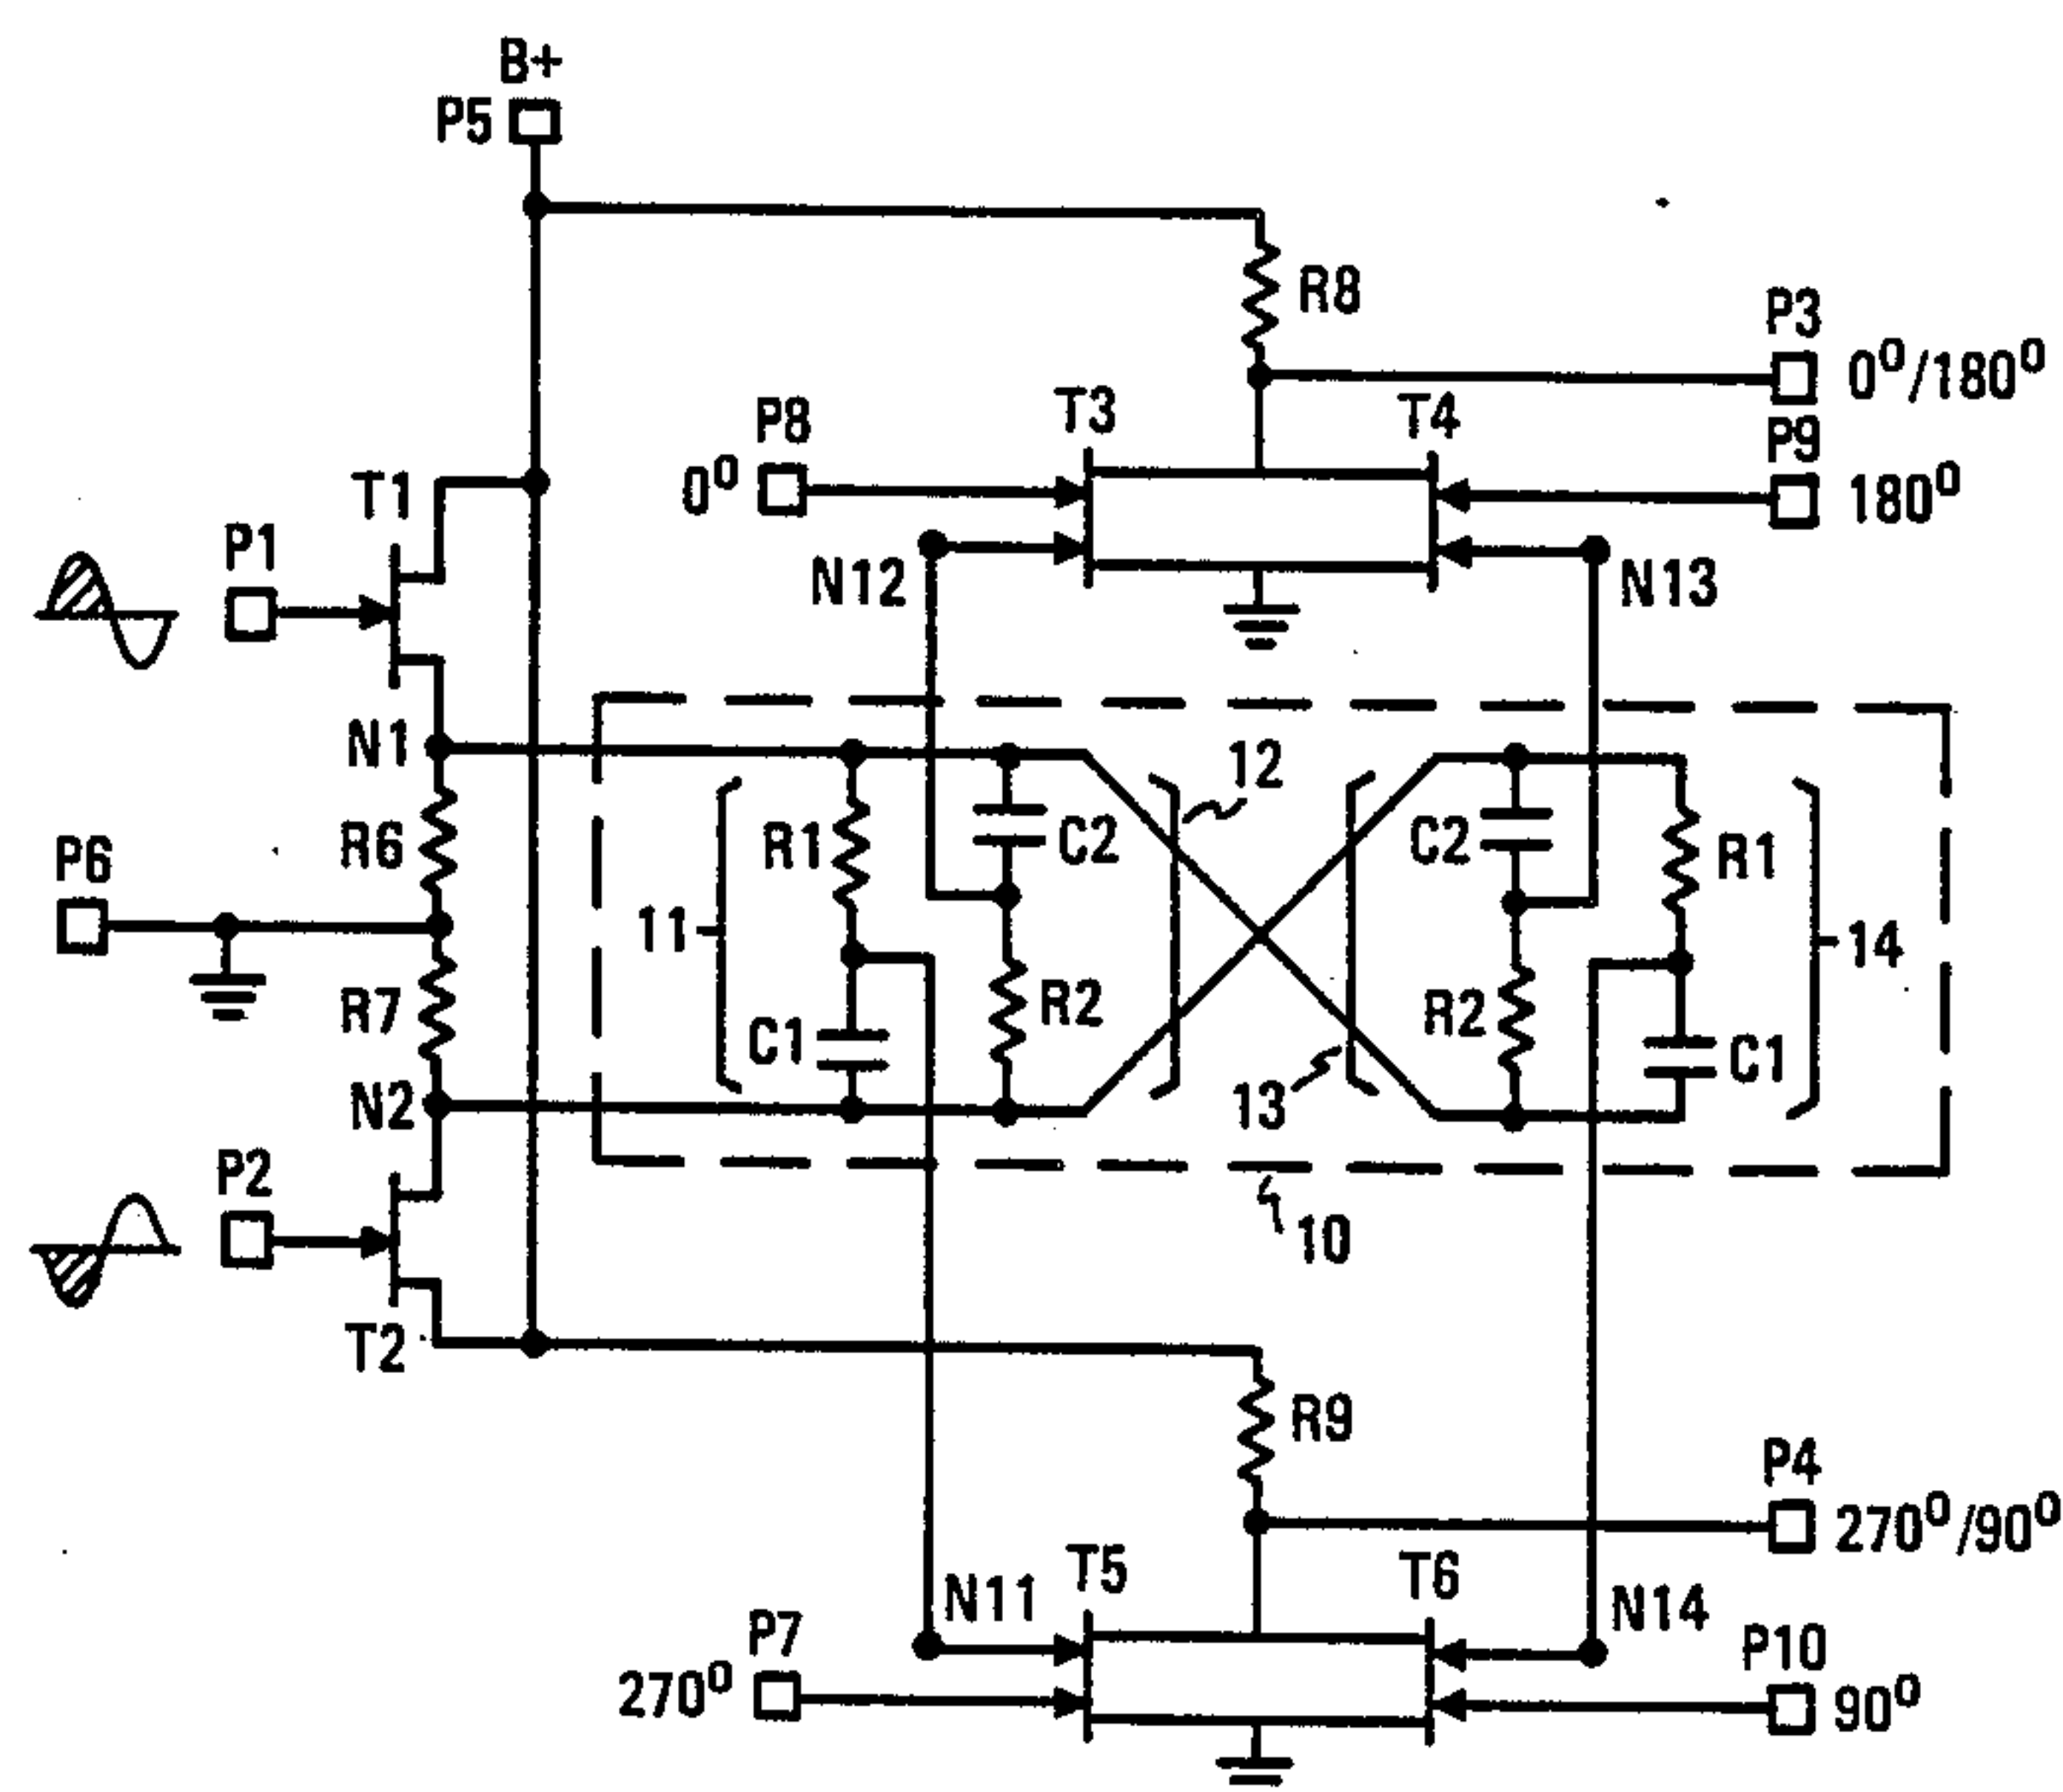 B+
P5
R8
P3
0°/180°
P8
T3
T4
P9
0°
180°
T1
P1
N12
N13
N1
12
R6
R1
C2
C2
R1
P6
11
14
R7
C1
R2
R2
C1
N2
13
P2
10
T2
R9
P4
270°/90°
N11
T5
T6
N14
P7
P10
270°
90°